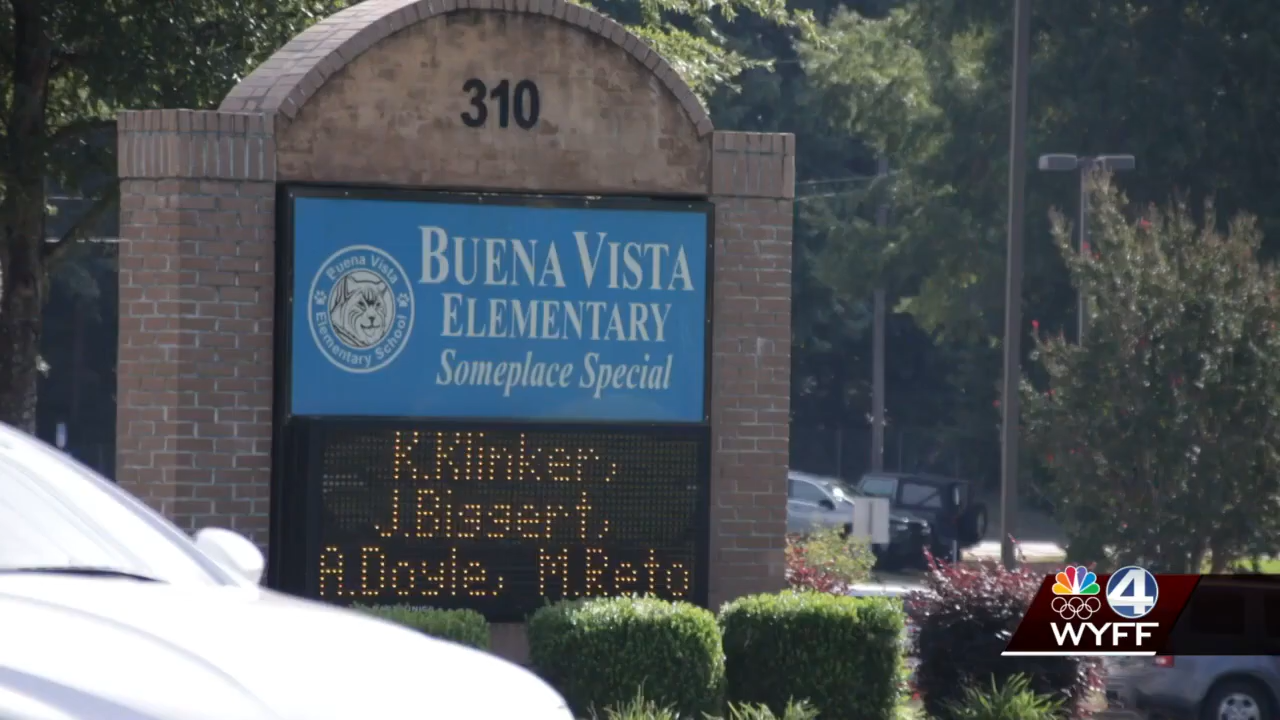 310
Buena Vista
Elementary School
BUENA VISTA
ELEMENTARY
Someplace Special
K.Klinker,
J.Biggert,
A.Doyle, M.Reto
4
WYFF